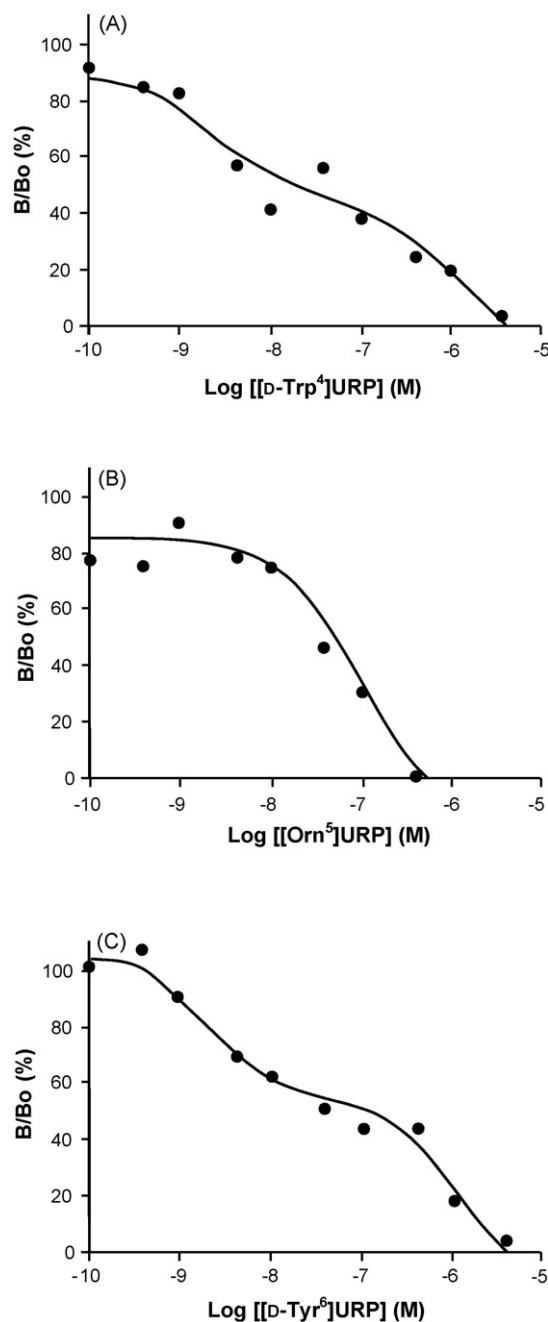 (A)
B/Bo (%)
100
80
60
40
20
0
-10 -9 -8 -7 -6 -5
Log [[D-Trp⁴]URP] (M)
(B)
B/Bo (%)
100
80
60
40
20
0
-10 -9 -8 -7 -6 -5
Log [[Orn⁵]URP] (M)
(C)
B/Bo (%)
100
80
60
40
20
0
-10 -9 -8 -7 -6 -5
Log [[D-Tyr⁶]URP] (M)